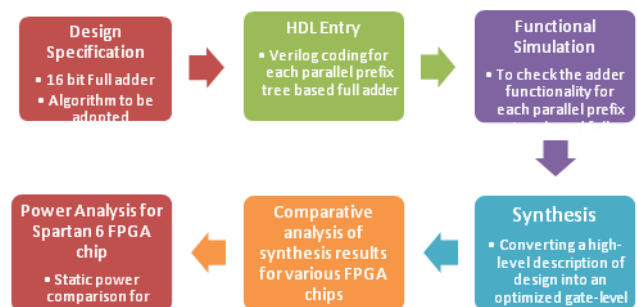 Design
Specification
• 16 bit Full adder
• Algorithm to be
adopted
HDL Entry
• Verilog coding for
each parallel prefix
tree based full adder
Functional
Simulation
• To check the adder
functionality for
each parallel prefix
Synthesis
• Converting a high-
level description of
design into an
optimized gate-level
Comparative
analysis of
synthesis results
for various FPGA
chips
Power Analysis for
Spartan 6 FPGA
chip
• Static power
comparison for